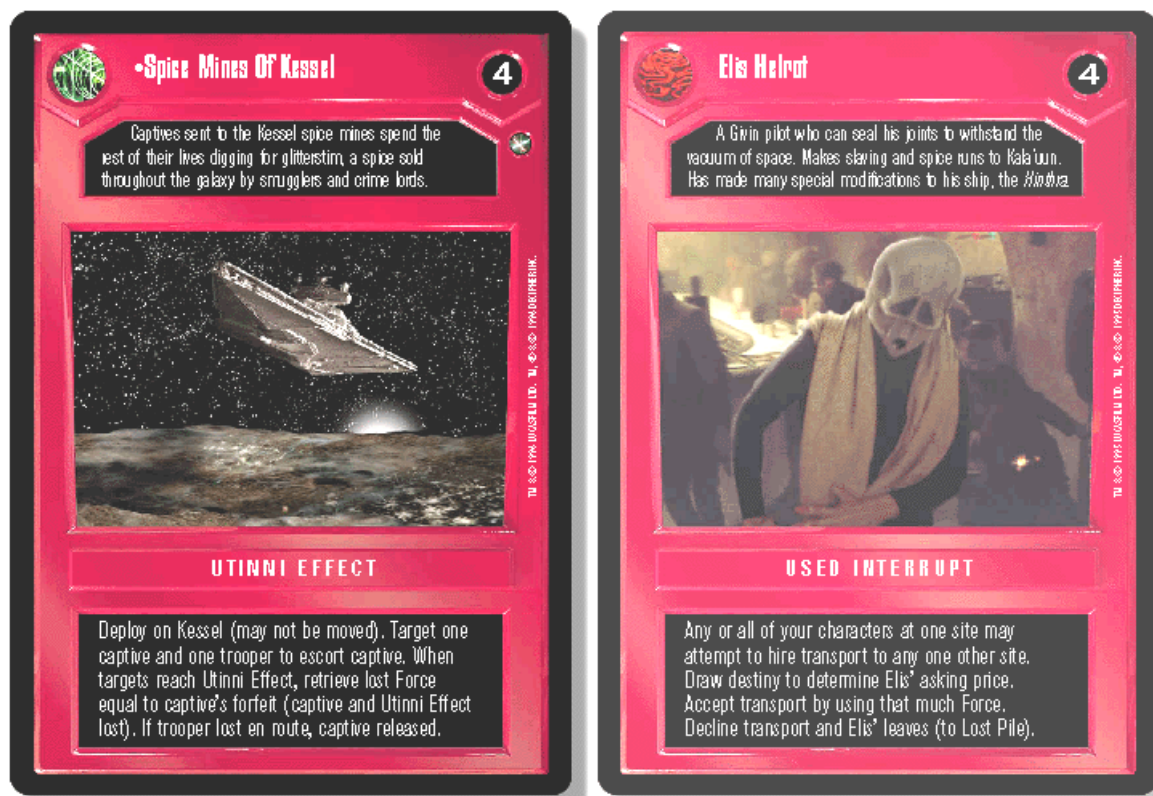 •Spice Mines Of Kessel
4
Captives sent to the Kessel spice mines spend the
rest of their lives digging for glitterstim, a spice sold
throughout the galaxy by smugglers and crime lords.
UTINNI EFFECT
Deploy on Kessel (may not be moved). Target one
captive and one trooper to escort captive. When
targets reach Utinni Effect, retrieve lost Force
equal to captive's forfeit (captive and Utinni Effect
lost). If trooper lost en route, captive released.
Elis Helrot
4
A Givin pilot who can seal his joints to withstand the
vacuum of space. Makes slaving and spice runs to Kala'uun.
Has made many special modifications to his ship, the Hinthra.
USED INTERRUPT
Any or all of your characters at one site may
attempt to hire transport to any one other site.
Draw destiny to determine Elis' asking price.
Accept transport by using that much Force.
Decline transport and Elis' leaves (to Lost Pile).